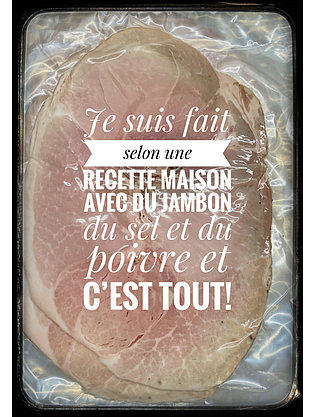 Je suis fait
selon une
RECETTE MAISON
AVEC DU JAMBON
du sel et du
poivre et
C'EST TOUT!